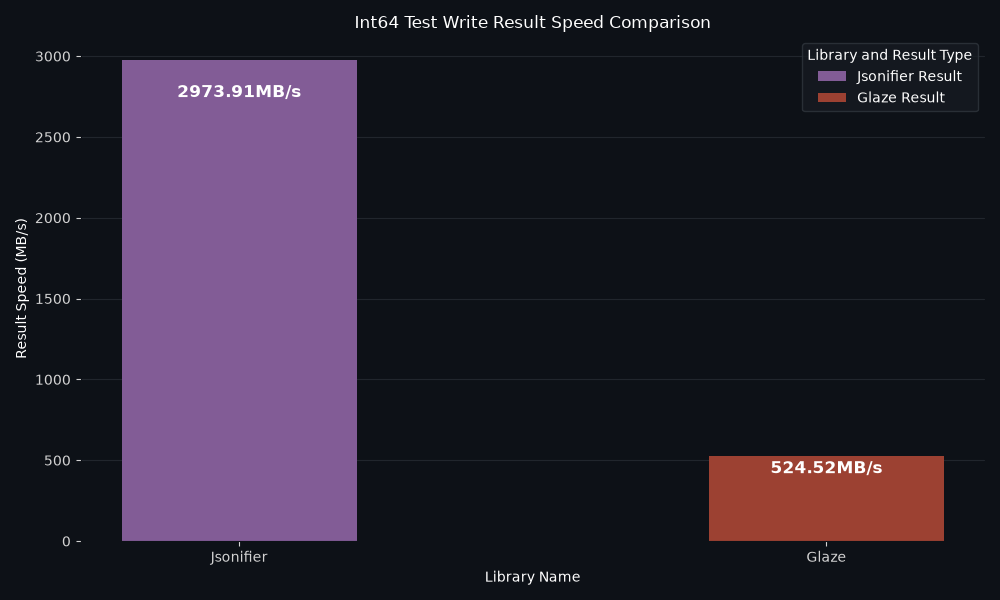 Int64 Test Write Result Speed Comparison
Library and Result Type
Jsonifier Result
Glaze Result
Result Speed (MB/s)
3000
2500
2000
1500
1000
500
0
2973.91MB/s
524.52MB/s
Jsonifier
Glaze
Library Name